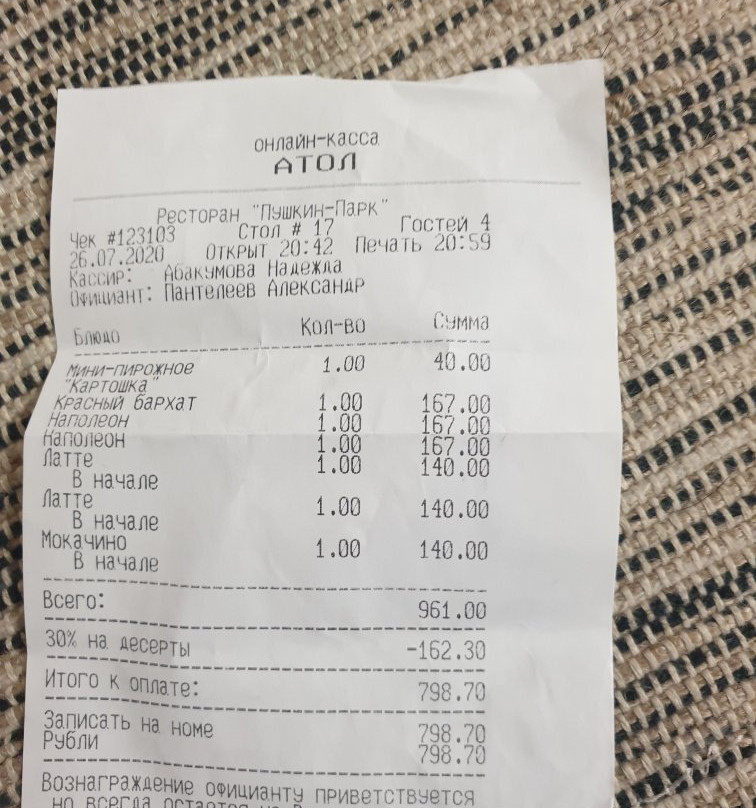 онлайн-касса
АТОЛ
Ресторан "Пушкин-Парк"
Чек #123103 Стол # 17 Гостей 4
26.07.2020 Открыт 20:42 Печать 20:59
Кассир: Абакумова Надежда
Официант: Пантелеев Александр
Блюдо Кол-во Сумма
Мини-пирожное 1.00 40.00
"Картошка"
Красный бархат 1.00 167.00
Наполеон 1.00 167.00
Наполеон 1.00 167.00
Латте 1.00 140.00
В начале
Латте 1.00 140.00
В начале
Мокачино 1.00 140.00
В начале
Всего: 961.00
30% на десерты -162.30
Итого к оплате: 798.70
Записать на номе 798.70
Рубли 798.70
Вознаграждение официанту приветствуется
но всегда остается